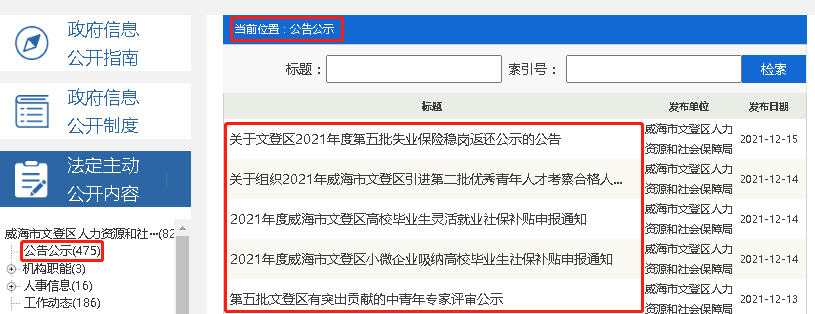 政府信息
公开指南
政府信息
公开制度
法定主动
公开内容
威海市文登区人力资源和社…(82
公告公示(475)
机构职能(3)
人事信息(16)
工作动态(186)
当前位置：公告公示
标题： 索引号： 检索
标题 发布单位 发布日期
关于文登区2021年度第五批失业保险稳岗返还公示的公告 威海市文登区人力资源和社会保障局 2021-12-15
关于组织2021年威海市文登区引进第二批优秀青年人才考察合格人... 威海市文登区人力资源和社会保障局 2021-12-14
2021年度威海市文登区高校毕业生灵活就业社保补贴申报通知 威海市文登区人力资源和社会保障局 2021-12-14
2021年度威海市文登区小微企业吸纳高校毕业生社保补贴申报通知 威海市文登区人力资源和社会保障局 2021-12-14
第五批文登区有突出贡献的中青年专家评审公示 威海市文登区人力资源和社会保障局 2021-12-13